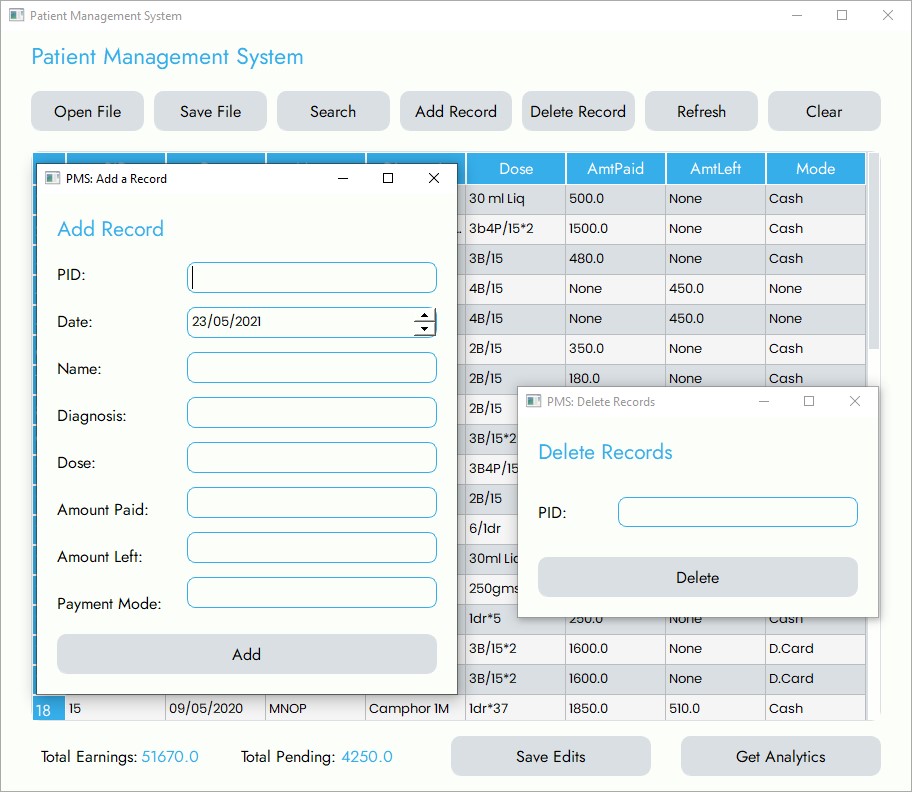 Patient Management System
Patient Management System
Open File Save File Search Add Record Delete Record Refresh Clear
Dose AmtPaid AmtLeft Mode
30 ml Liq 500.0 None Cash
3b4P/15*2 1500.0 None Cash
3B/15 480.0 None Cash
4B/15 None 450.0 None
4B/15 None 450.0 None
2B/15 350.0 None Cash
2B/15 180.0 None Cash
2B/15
3B/15*2
3B4P/15
2B/15
6/1dr
30ml Liq
250gms
1dr*5 250.0 None Cash
3B/15*2 1600.0 None D.Card
3B/15*2 1600.0 None D.Card
18 15 09/05/2020 MNOP Camphor 1M 1dr*37 1850.0 510.0 Cash
PMS: Add a Record
Add Record
PID:
Date: 23/05/2021
Name:
Diagnosis:
Dose:
Amount Paid:
Amount Left:
Payment Mode:
Add
PMS: Delete Records
Delete Records
PID:
Delete
Total Earnings: 51670.0 Total Pending: 4250.0 Save Edits Get Analytics